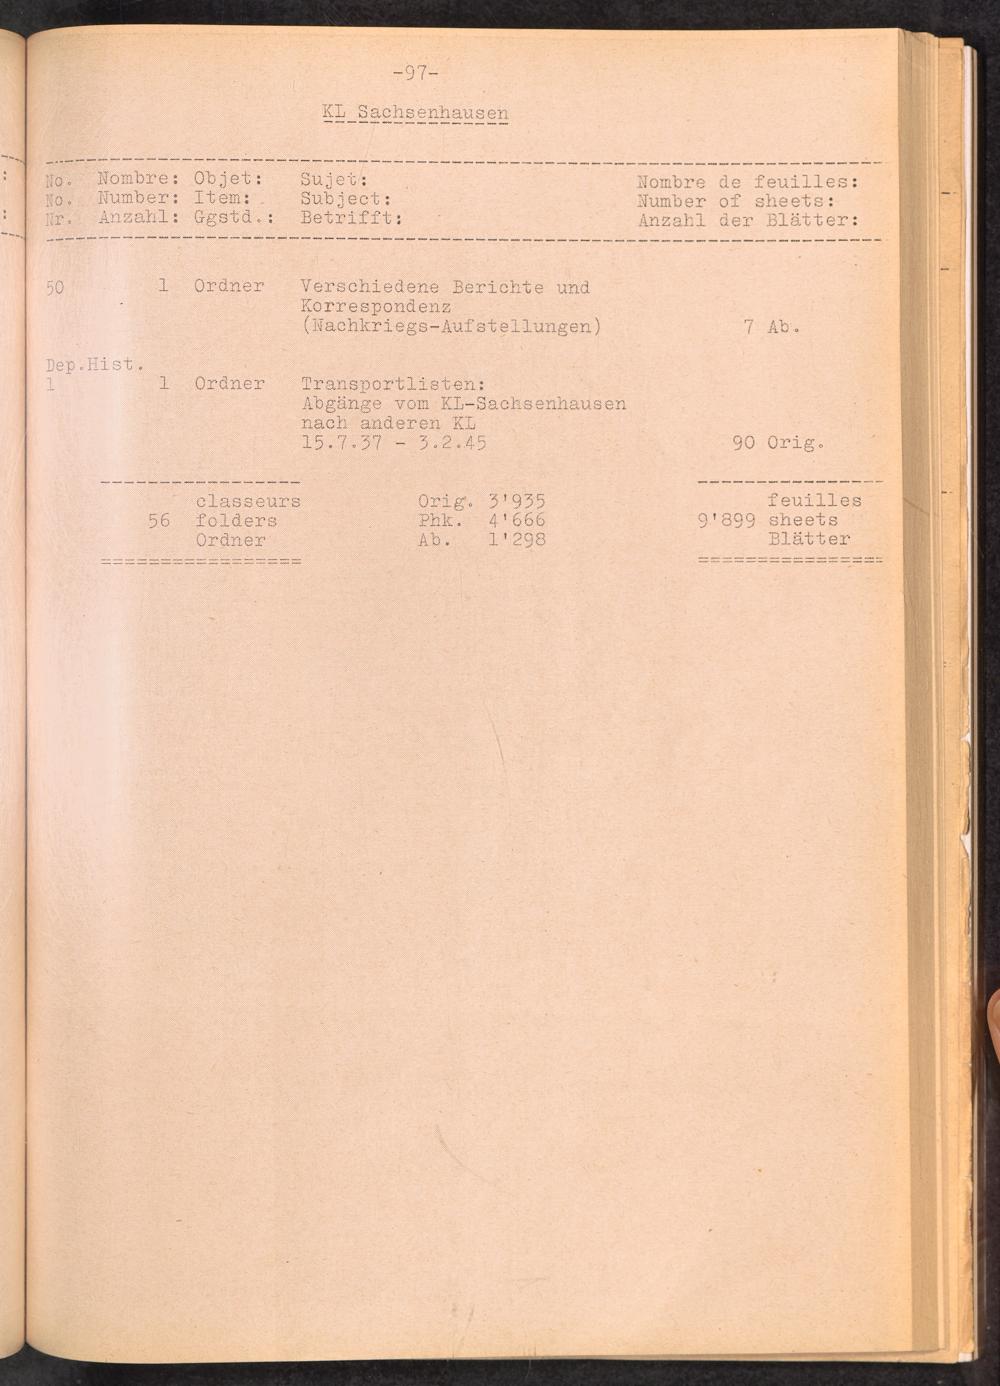 -97-
KL Sachsenhausen
No. Nombre: Objet: Sujet: Nombre de feuilles:
No. Number: Item: Subject: Number of sheets:
Nr. Anzahl: Ggstd.: Betrifft: Anzahl der Blätter:
50 1 Ordner Verschiedene Berichte und
Korrespondenz
(Nachkriegs-Aufstellungen) 7 Ab.
Dep.Hist.
1 1 Ordner Transportlisten:
Abgänge vom KL-Sachsenhausen
nach anderen KL
15.7.37 - 3.2.45 90 Orig.
classeurs Orig. 3'935 feuilles
56 folders Phk. 4'666 9'899 sheets
Ordner Ab. 1'298 Blätter